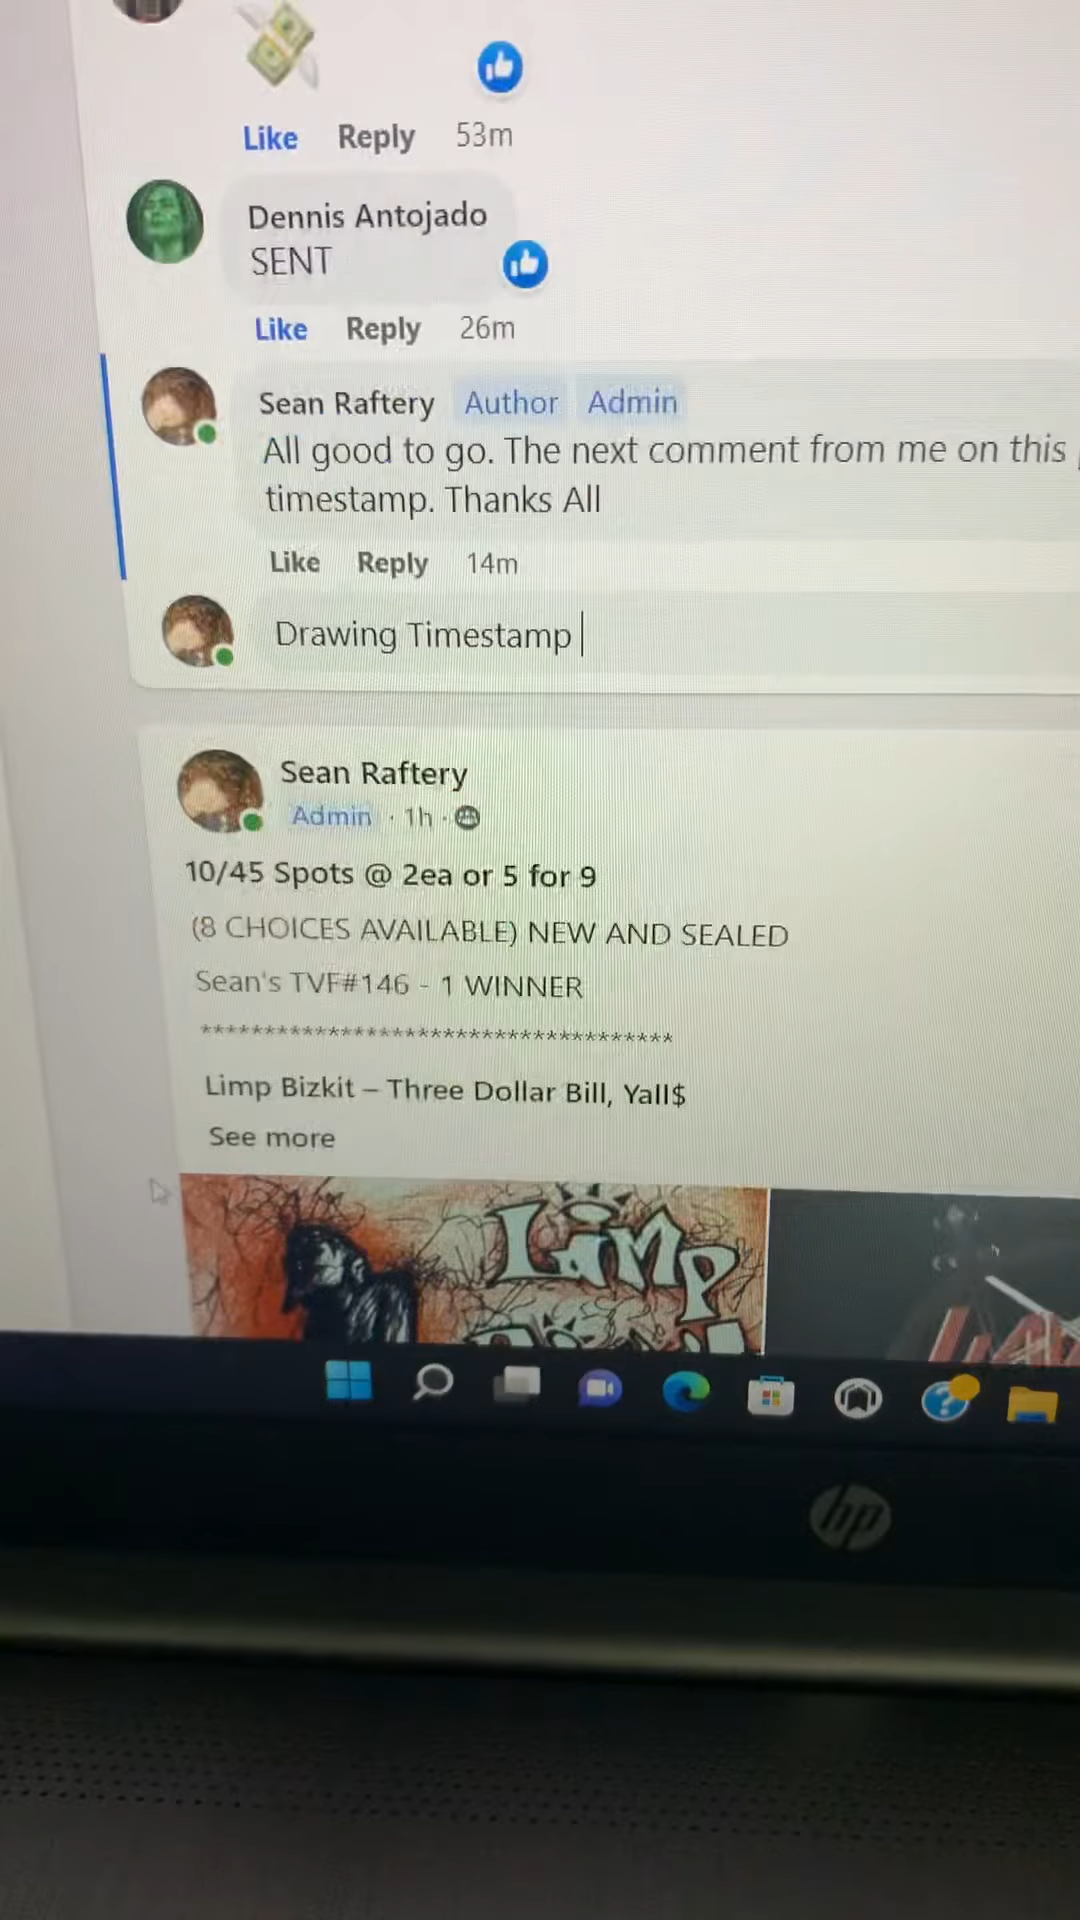 Like Reply 53m
Dennis Antojado
SENT
Like Reply 26m
Sean Raftery Author Admin
All good to go. The next comment from me on this
timestamp. Thanks All
Like Reply 14m
Drawing Timestamp
Sean Raftery
Admin · 1h ·
10/45 Spots @ 2ea or 5 for 9
(8 CHOICES AVAILABLE) NEW AND SEALED
Sean's TVF#146 - 1 WINNER
*************************************
Limp Bizkit – Three Dollar Bill, Yall$
See more
LIMP
hp